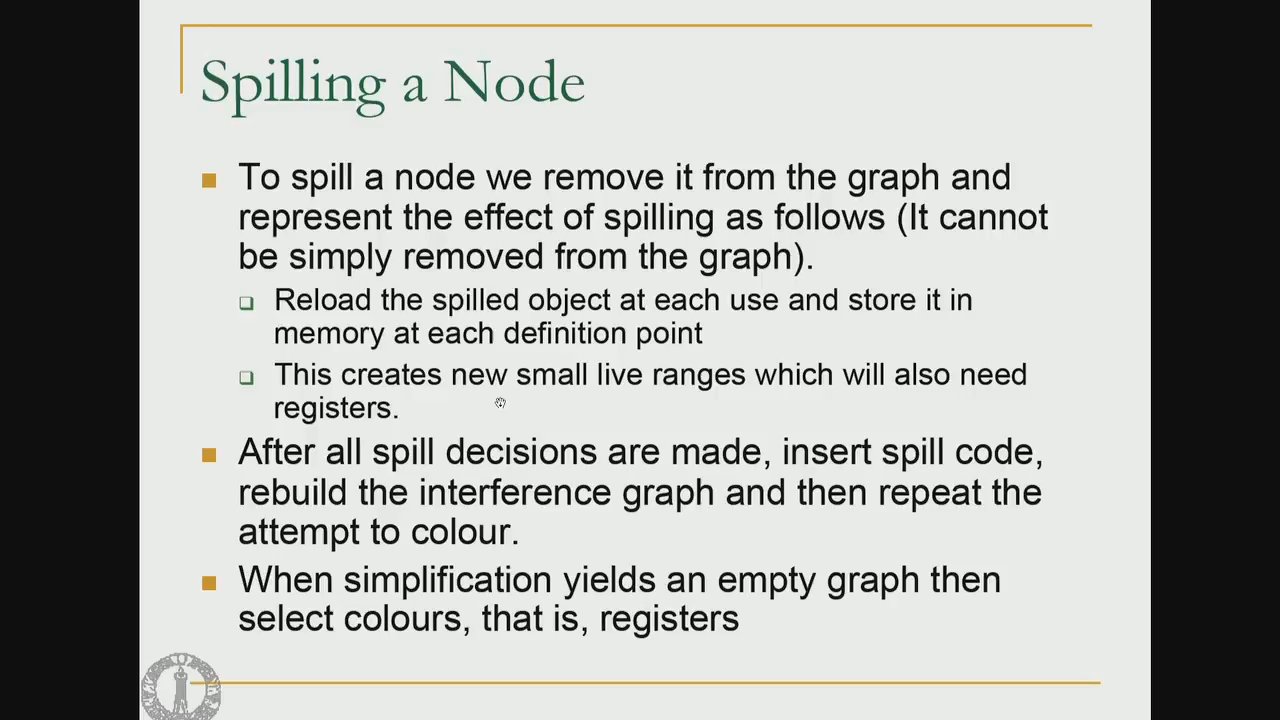 Spilling a Node
To spill a node we remove it from the graph and
represent the effect of spilling as follows (It cannot
be simply removed from the graph).
Reload the spilled object at each use and store it in
memory at each definition point
This creates new small live ranges which will also need
registers.
After all spill decisions are made, insert spill code,
rebuild the interference graph and then repeat the
attempt to colour.
When simplification yields an empty graph then
select colours, that is, registers